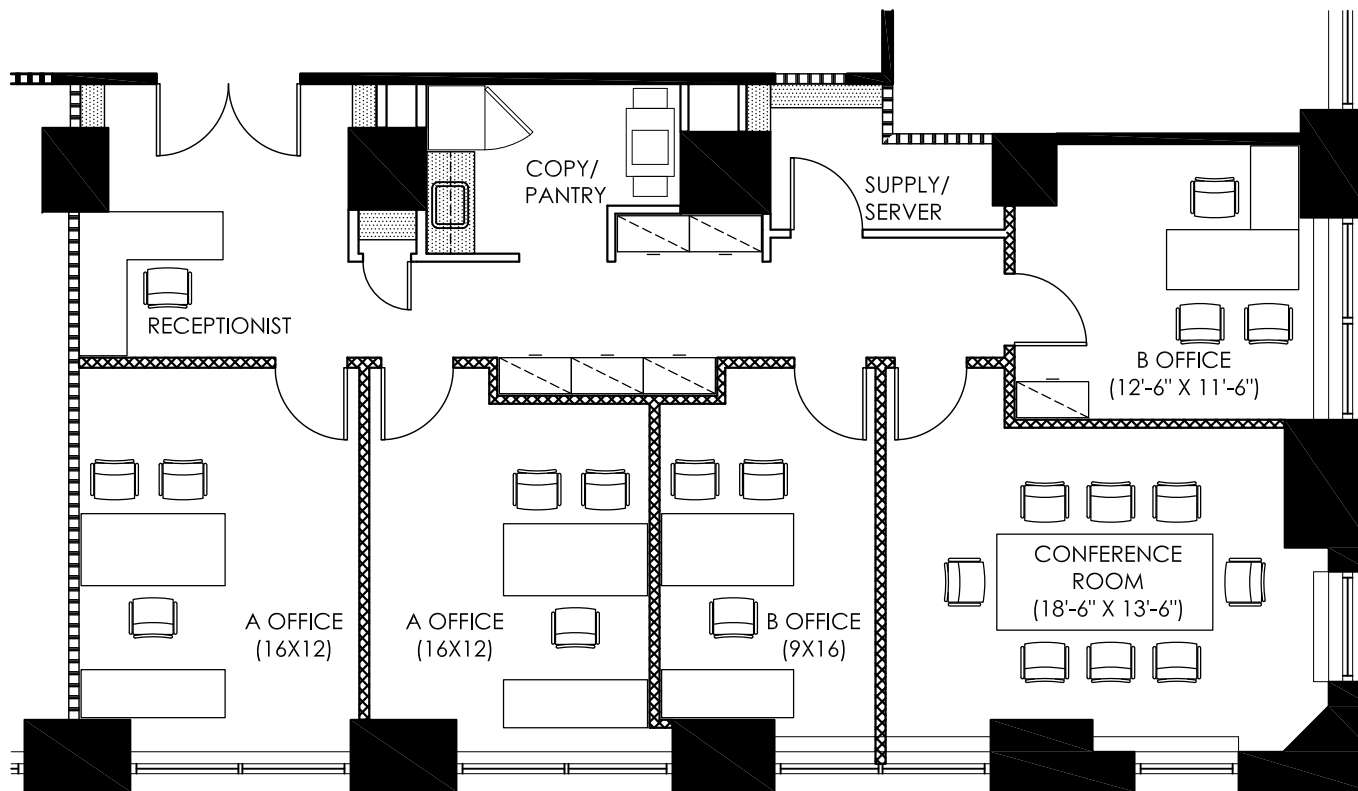 COPY/
PANTRY
SUPPLY/
SERVER
RECEPTIONIST
B OFFICE
(12'-6" X 11'-6")
A OFFICE
(16X12)
A OFFICE
(16X12)
B OFFICE
(9X16)
CONFERENCE
ROOM
(18'-6" X 13'-6")